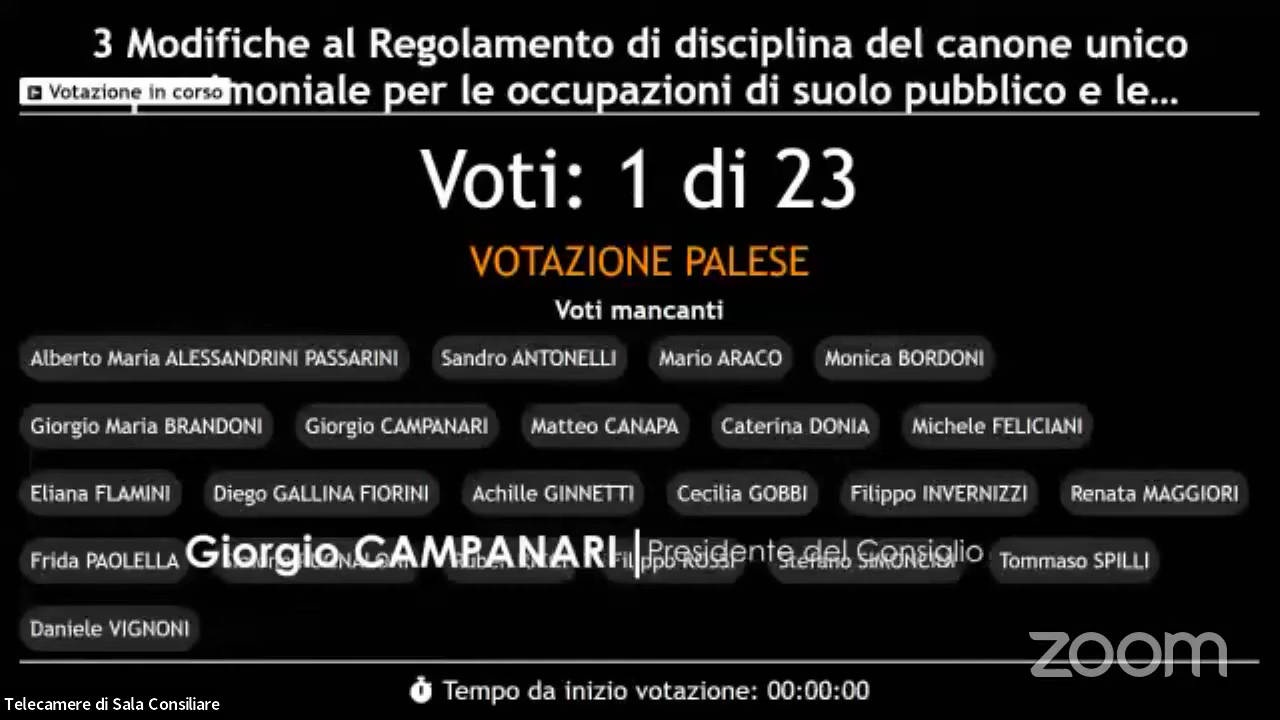 3 Modifiche al Regolamento di disciplina del canone unico
Votazione in corso
per le occupazioni di suolo pubblico e le...
Voti: 1 di 23
VOTAZIONE PALESE
Voti mancanti
Alberto Maria ALESSANDRINI PASSARINI Sandro ANTONELLI Mario ARACO Monica BORDONI
Giorgio Maria BRANDONI Giorgio CAMPANARI Matteo CANAPA Caterina DONIA Michele FELICIANI
Eliana FLAMINI Diego GALLINA FIORINI Achille GINNETTI Cecilia GOBBI Filippo INVERNIZZI Renata MAGGIORI
Frida PAOLELLA Filippo ROSSI Tommaso SPILLI
Giorgio CAMPANARI Presidente del Consiglio
Daniele VIGNONI
zoom
Tempo da inizio votazione: 00:00:00
Telecamere di Sala Consiliare